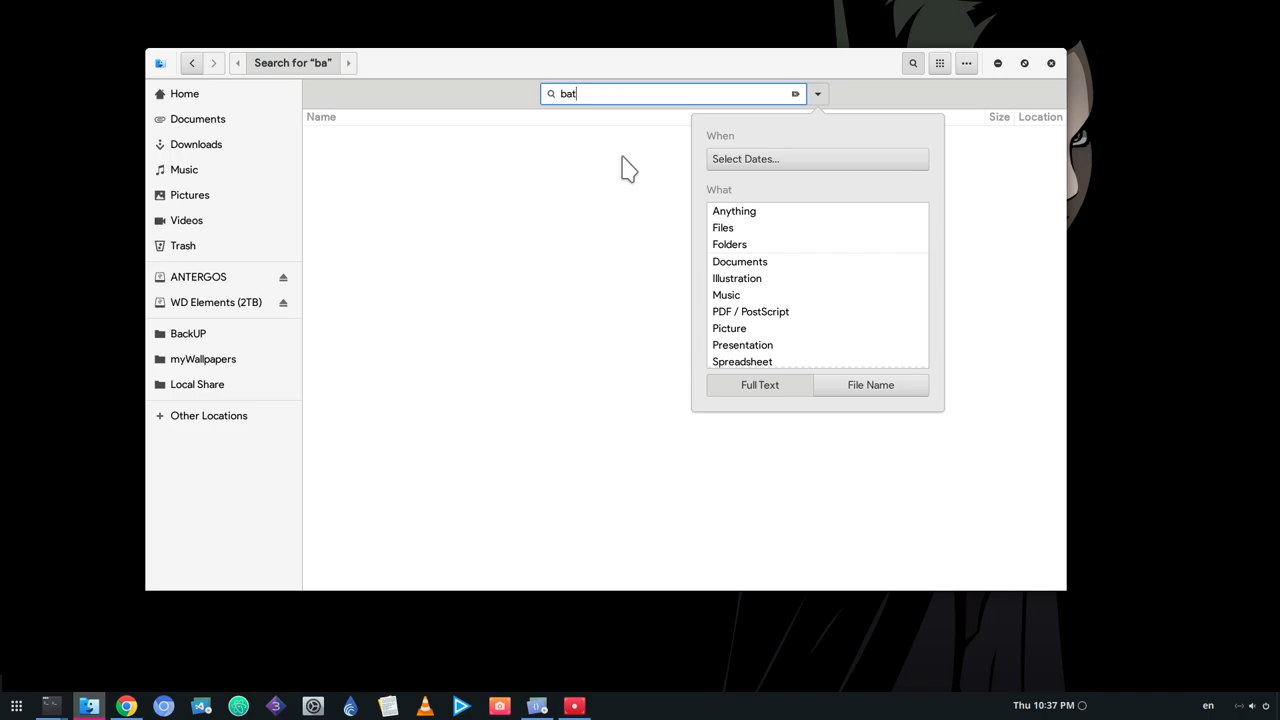 Search for “ba”
bat
Home
Documents
Downloads
Music
Pictures
Videos
Trash
ANTERGOS
WD Elements (2TB)
BackUP
myWallpapers
Local Share
+ Other Locations
Name
Size
Location
When
Select Dates...
What
Anything
Files
Folders
Documents
Illustration
Music
PDF / PostScript
Picture
Presentation
Spreadsheet
Full Text
File Name
Thu 10:37 PM
en